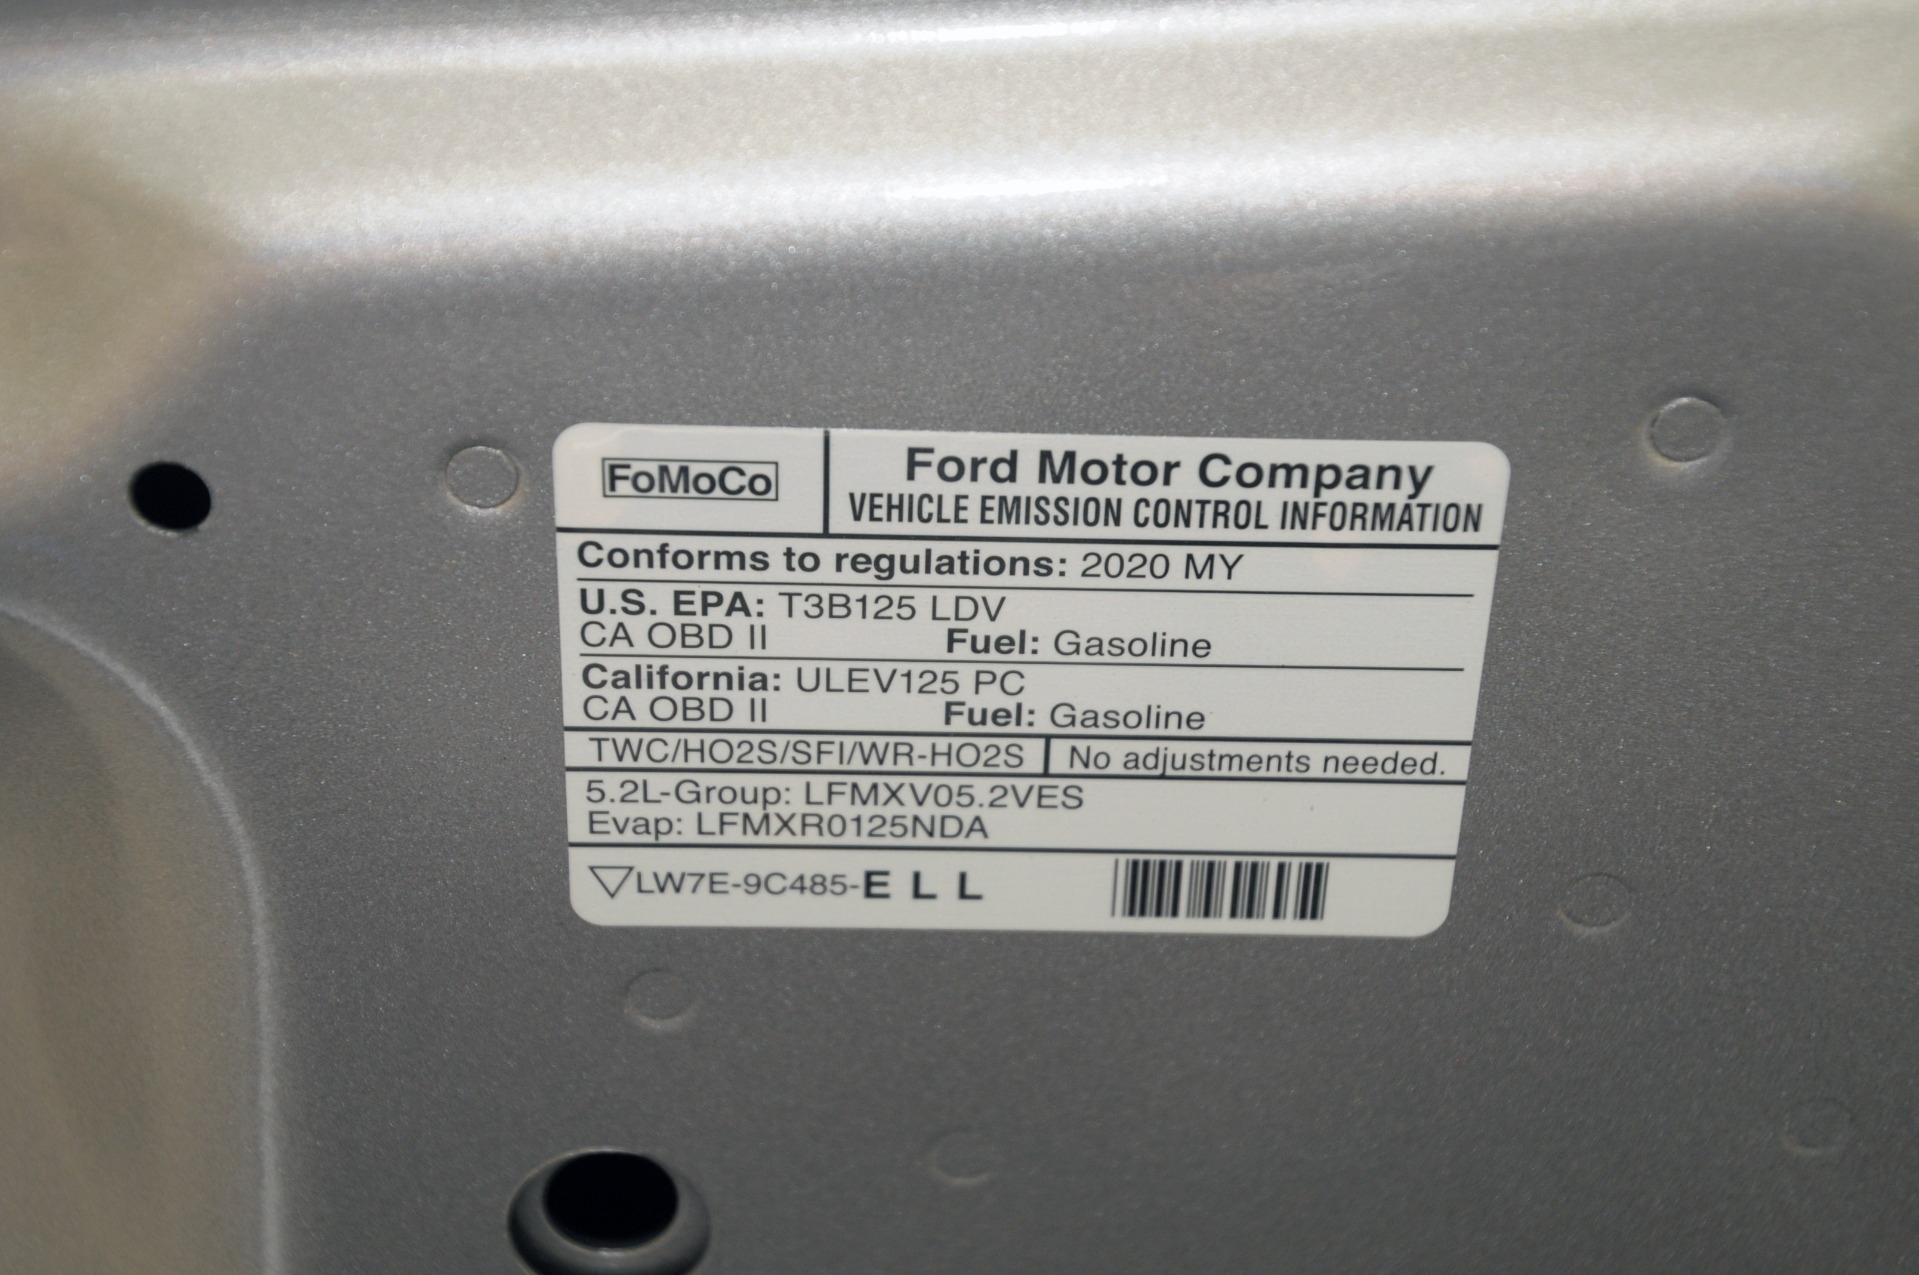 FoMoCo
Ford Motor Company
VEHICLE EMISSION CONTROL INFORMATION
Conforms to regulations: 2020 MY
U.S. EPA: T3B125 LDV
CA OBD II Fuel: Gasoline
California: ULEV125 PC
CA OBD II Fuel: Gasoline
TWC/HO2S/SFI/WR-HO2S No adjustments needed.
5.2L-Group: LFMXV05.2VES
Evap: LFMXR0125NDA
LW7E-9C485-E L L